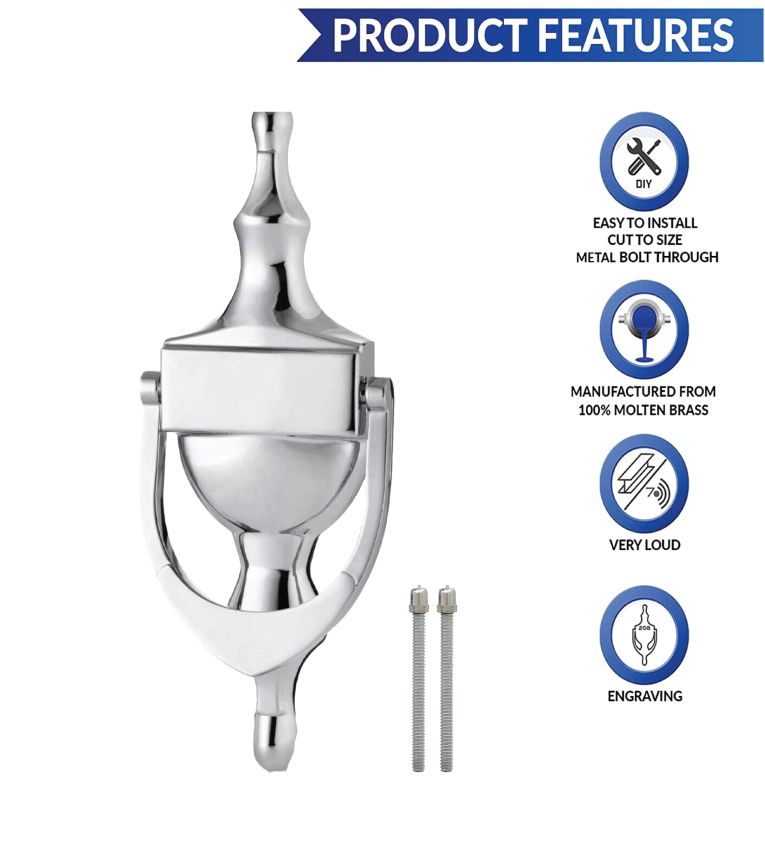 PRODUCT FEATURES
DIY
EASY TO INSTALL
CUT TO SIZE
METAL BOLT THROUGH
MANUFACTURED FROM
100% MOLTEN BRASS
VERY LOUD
208
ENGRAVING